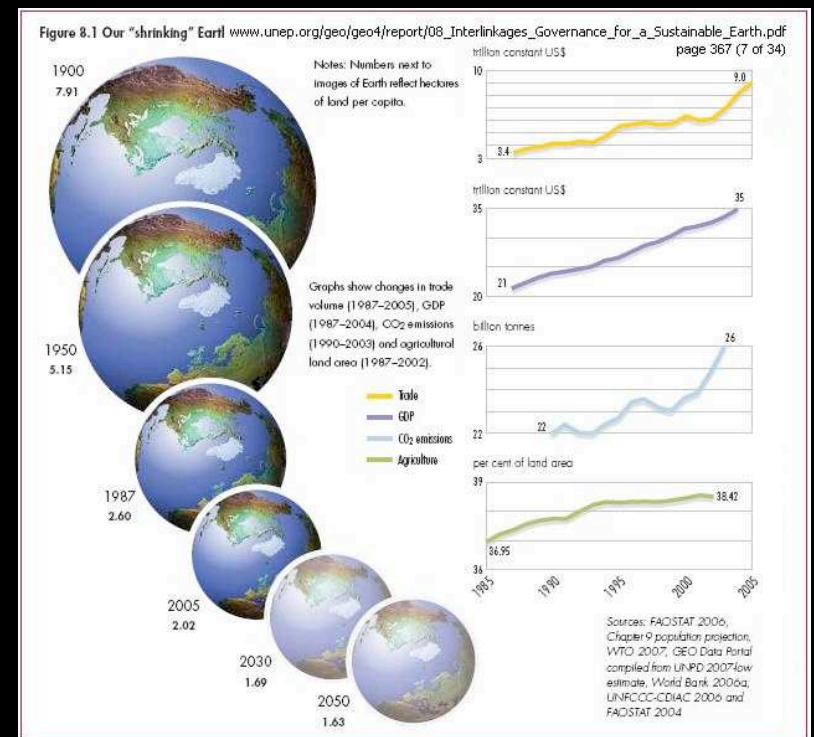 Figure 8.1 Our “shrinking” Eartl www.unep.org/geo/geo4/report/08_Interlinkages_Governance_for_a_Sustainable_Earth.pdf
page 367 (7 of 34)
1900
7.91
Notes: Numbers next to
images of Earth reflect hectares
of land per capita.
1950
5.15
Graphs show changes in trade
volume (1987–2005), GDP
(1987–2004), CO2 emissions
(1990–2003) and agricultural
land area (1987–2002).
Trade
GDP
CO2 emissions
Agriculture
1987
2.60
2005
2.02
2030
1.69
2050
1.63
trillion constant US$
10
9.0
3.4
3
trillion constant US$
35
35
21
20
billion tonnes
26
26
22
22
per cent of land area
39
38.42
36.95
36
1985
1990
1995
2000
2005
Sources: FAOSTAT 2006,
Chapter 9 population projection,
WTO 2007, GEO Data Portal
compiled from UNPD 2007 low
estimate, World Bank 2006a,
UNFCCC-CDIAC 2006 and
FAOSTAT 2004